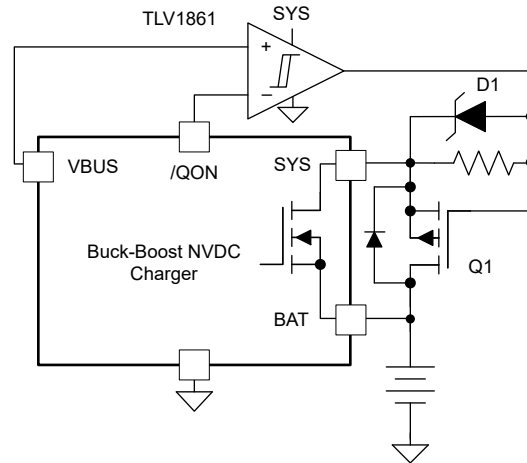 TLV1861
SYS
+
−
D1
VBUS
/QON
SYS
Buck-Boost NVDC
Charger
Q1
BAT